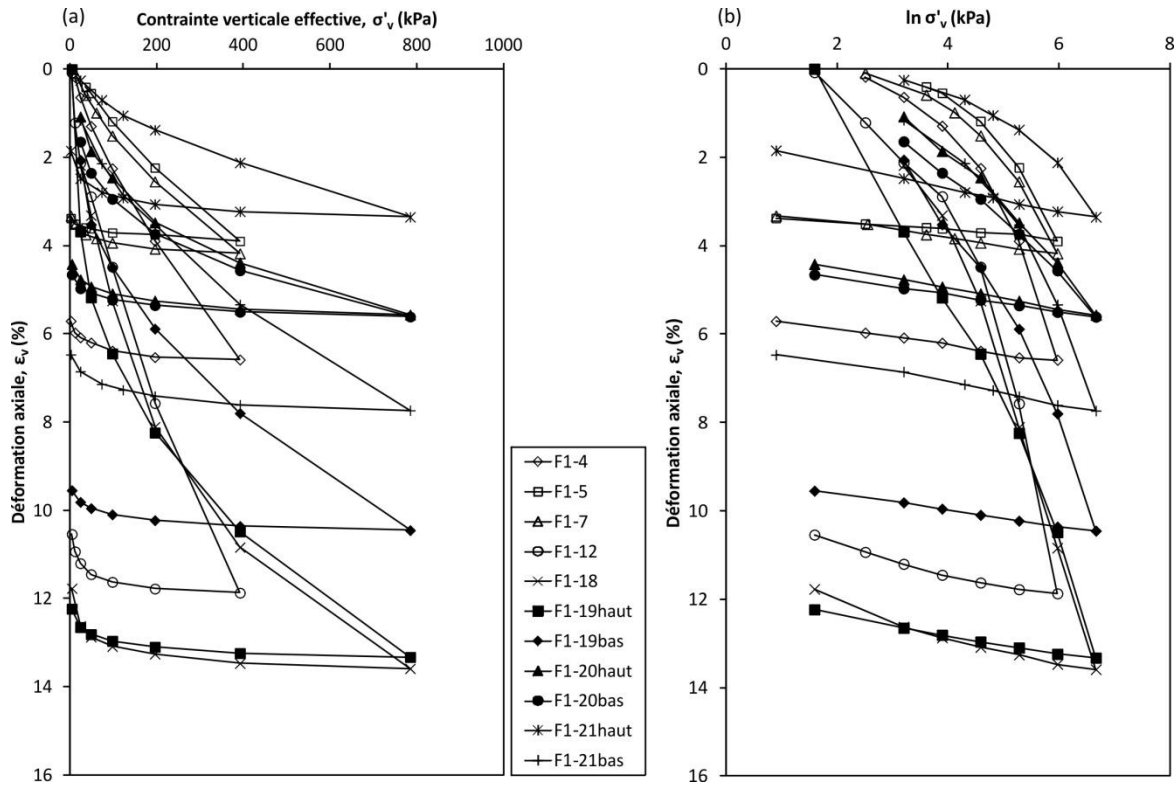 (a) Contrainte verticale effective, σ'v (kPa)
0 200 400 600 800 1000
Déformation axiale, εv (%)
0
2
4
6
8
10
12
14
16
F1-4
F1-5
F1-7
F1-12
F1-18
F1-19haut
F1-19bas
F1-20haut
F1-20bas
F1-21haut
F1-21bas
(b) ln σ'v (kPa)
0 2 4 6 8
Déformation axiale, εv (%)
0
2
4
6
8
10
12
14
16